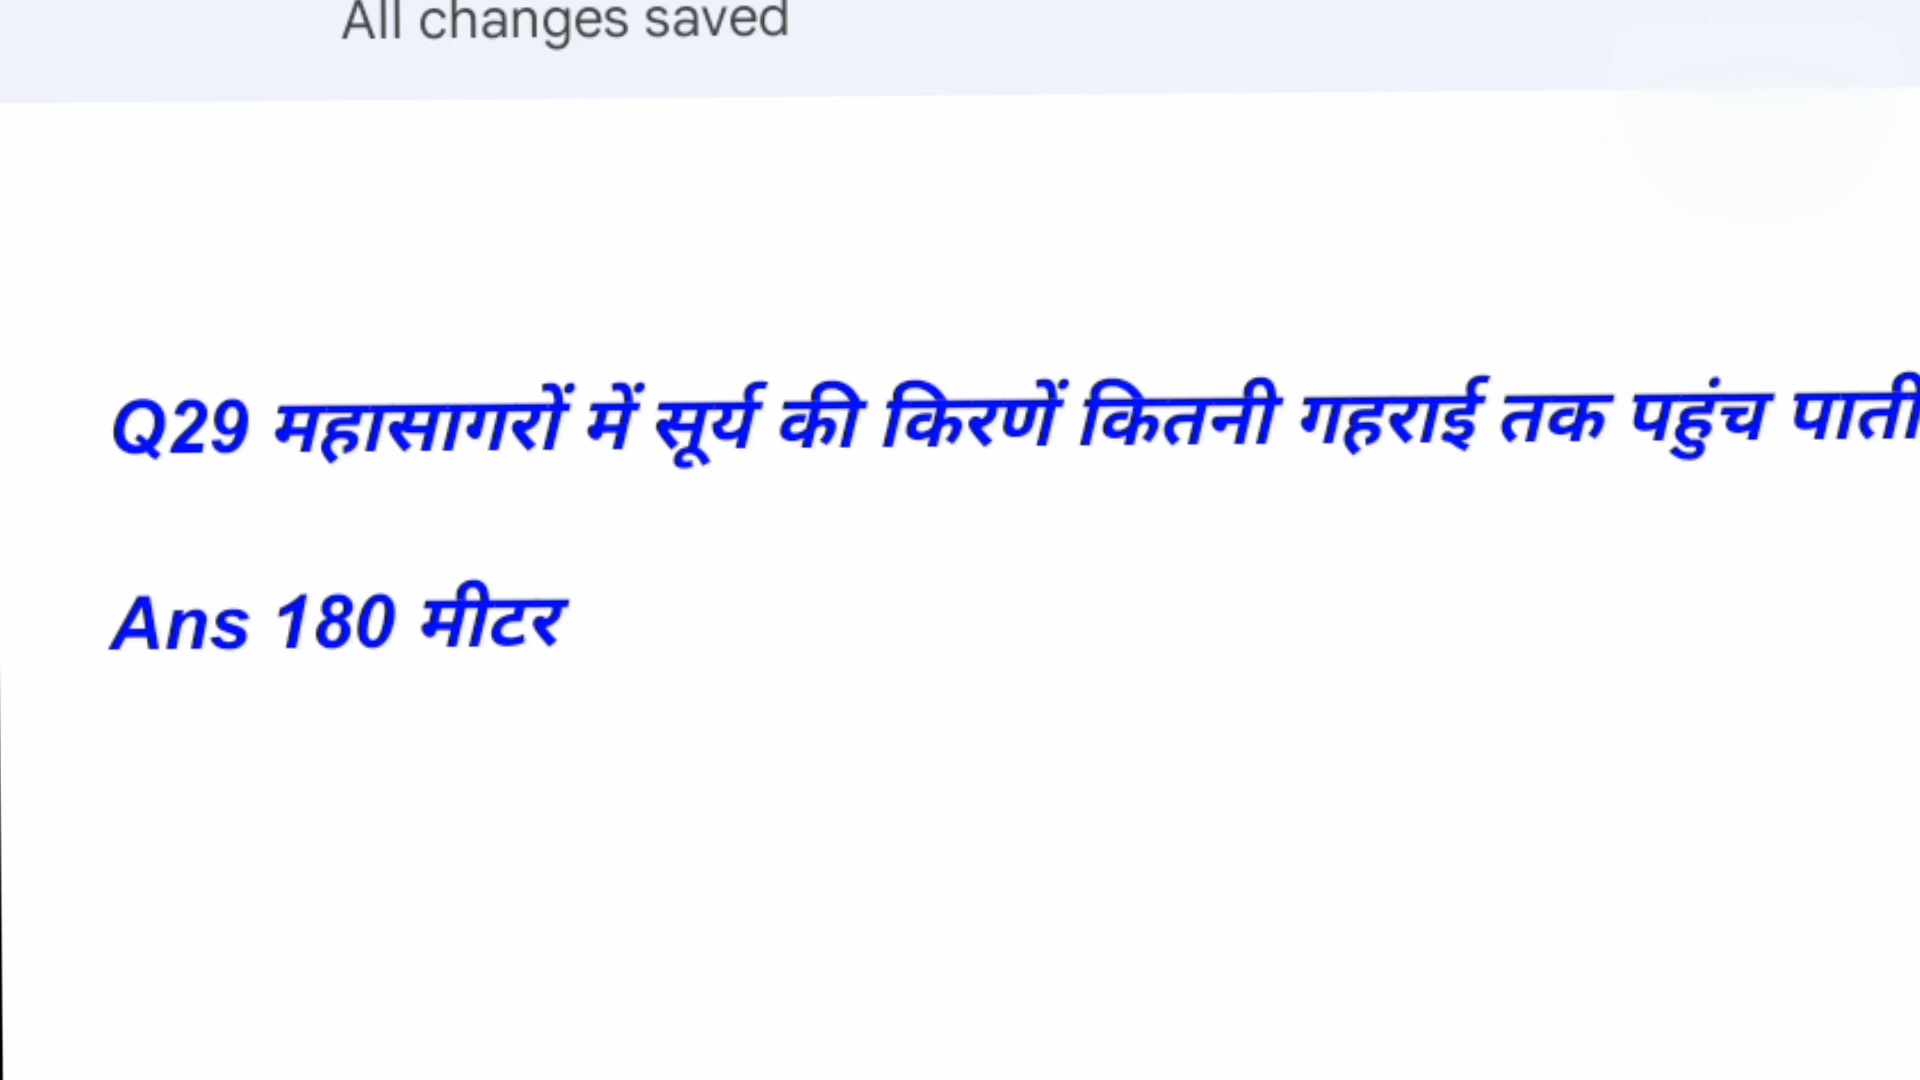 All changes saved
Q29 महासागरों में सूर्य की किरणें कितनी गहराई तक पहुंच पाती
Ans 180 मीटर